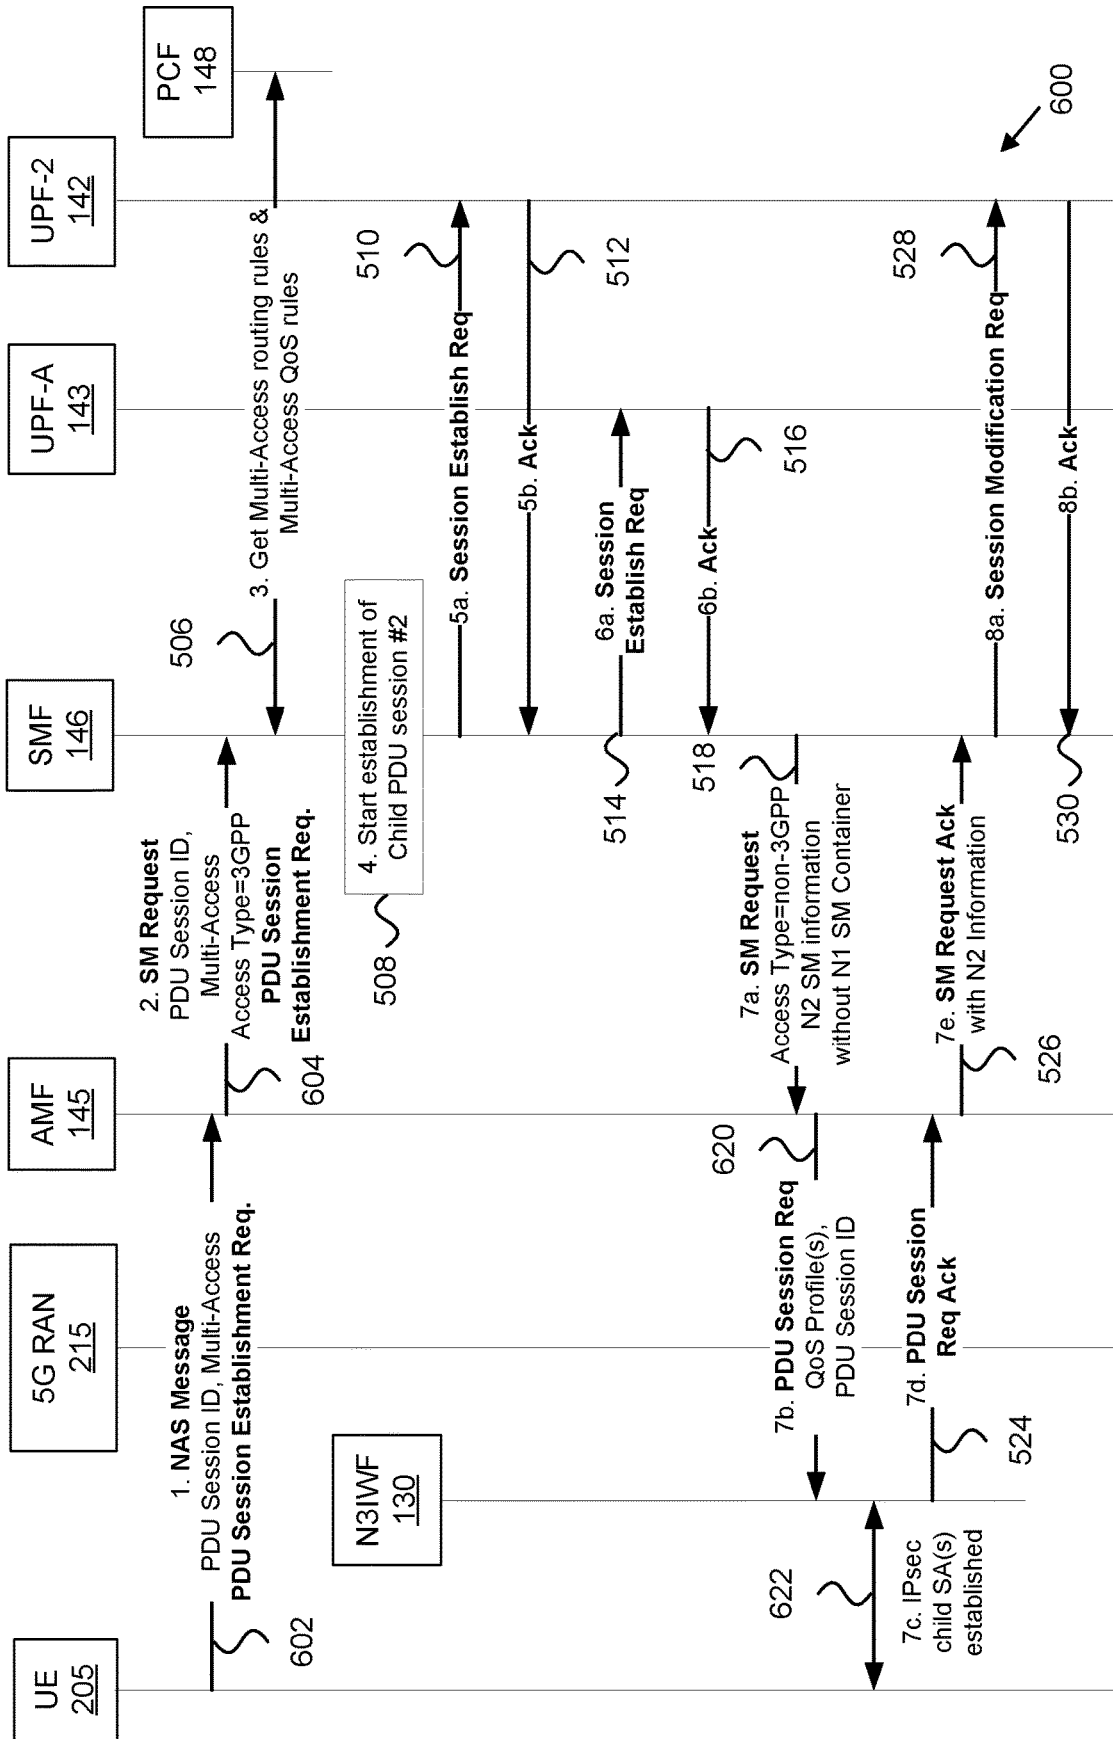 UE
205
5G RAN
215
AMF
145
SMF
146
UPF-A
143
UPF-2
142
PCF
148
N3IWF
130
1. NAS Message
PDU Session ID, Multi-Access
PDU Session Establishment Req.
602
2. SM Request
PDU Session ID,
Multi-Access
Access Type=3GPP
PDU Session
Establishment Req.
604
506
3. Get Multi-Access routing rules &
Multi-Access QoS rules
4. Start establishment of
Child PDU session #2
508
5a. Session Establish Req
510
5b. Ack
512
6a. Session
Establish Req
514
6b. Ack
516
518
7a. SM Request
Access Type=non-3GPP
N2 SM information
without N1 SM Container
620
7b. PDU Session Req
QoS Profile(s),
PDU Session ID
622
7c. IPsec
child SA(s)
established
7d. PDU Session
Req Ack
524
7e. SM Request Ack
with N2 Information
526
8a. Session Modification Req
528
8b. Ack
530
600